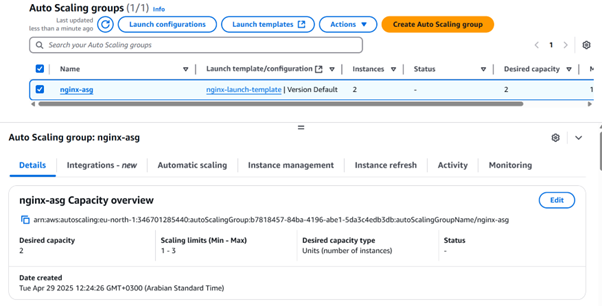 Auto Scaling groups (1/1) Info
Last updated
less than a minute ago
Launch configurations
Launch templates
Actions
Create Auto Scaling group
Search your Auto Scaling groups
1
Name
Launch template/configuration
Instances
Status
Desired capacity
M
nginx-asg
nginx-launch-template | Version Default
2
-
2
1
Auto Scaling group: nginx-asg
Details
Integrations - new
Automatic scaling
Instance management
Instance refresh
Activity
Monitoring
nginx-asg Capacity overview
Edit
arn:aws:autoscaling:eu-north-1:346701285440:autoScalingGroup:b7818457-84ba-4196-abe1-5da3c4edb3db:autoScalingGroupName/nginx-asg
Desired capacity
2
Scaling limits (Min - Max)
1 - 3
Desired capacity type
Units (number of instances)
Status
-
Date created
Tue Apr 29 2025 12:24:26 GMT+0300 (Arabian Standard Time)